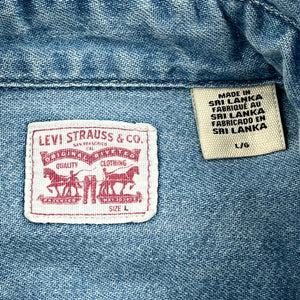 LEVI STRAUSS & CO.
SAN FRANCISCO
CAL.
ORIGINAL RIVETED
QUALITY CLOTHING
SIZE L
MADE IN
SRI LANKA
FABRIQUÉ AU
SRI LANKA
FABRICADO EN
SRI LANKA
L/G